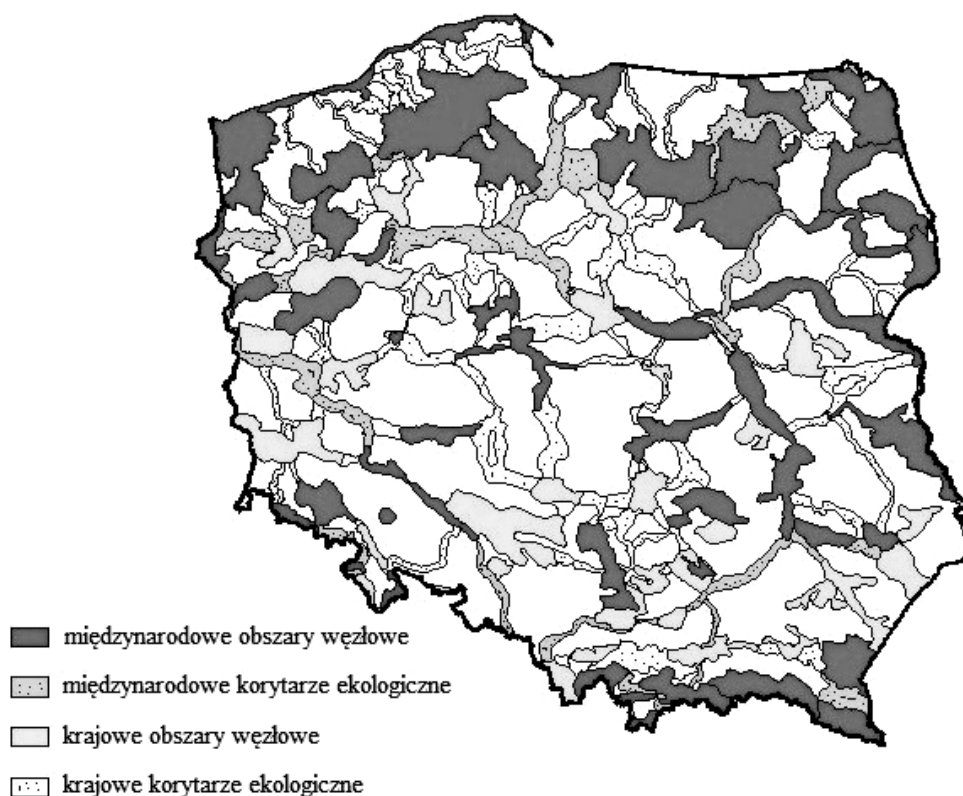 międzynarodowe obszary węzłowe
międzynarodowe korytarze ekologiczne
krajowe obszary węzłowe
krajowe korytarze ekologiczne